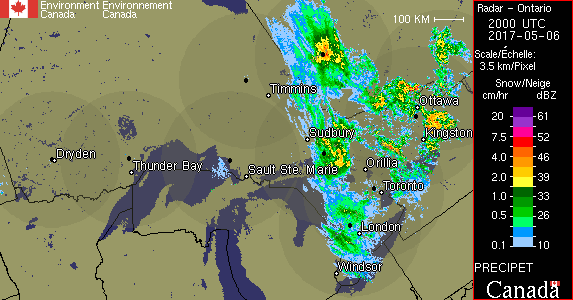 Environment Environnement
Canada Canada
100 KM
Timmins
Ottawa
Sudbury
Kingston
Dryden
Thunder Bay
Sault Ste. Marie
Orillia
Toronto
London
Windsor
Radar - Ontario
2000 UTC
2017-05-06
Scale/Échelle:
3.5 km/Pixel
Snow/Neige
cm/hr dBZ
20 61
7.5 52
4.0 46
2.0 39
1.0 33
0.5 26
0.1 10
PRECIPET
Canada